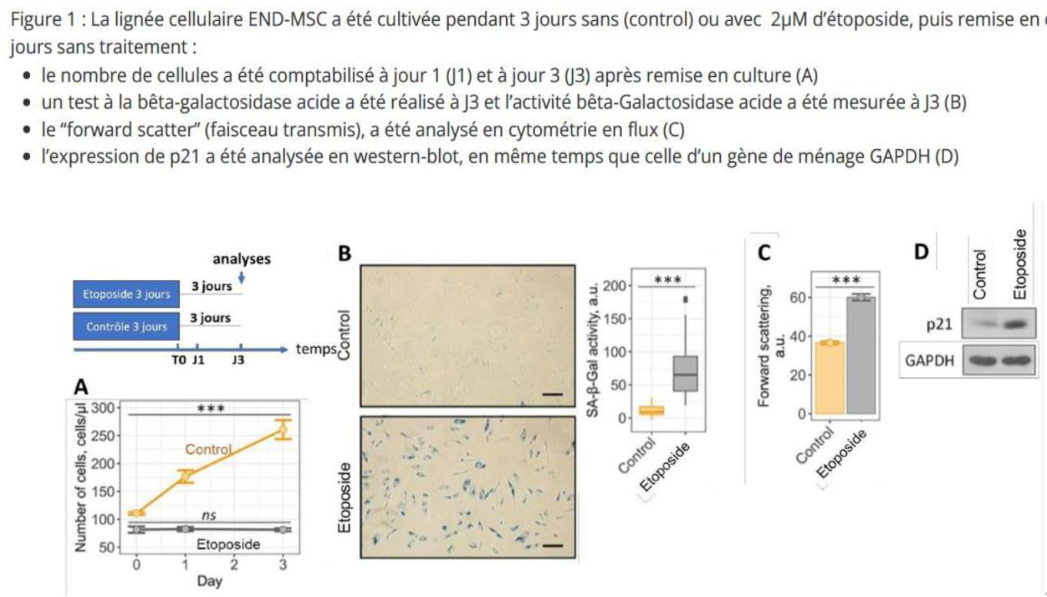 Figure 1 : La lignée cellulaire END-MSC a été cultivée pendant 3 jours sans (control) ou avec 2µM d’étoposide, puis remise en
jours sans traitement :
• le nombre de cellules a été comptabilisé à jour 1 (J1) et à jour 3 (J3) après remise en culture (A)
• un test à la bêta-galactosidase acide a été réalisé à J3 et l’activité bêta-Galactosidase acide a été mesurée à J3 (B)
• le “forward scatter” (faisceau transmis), a été analysé en cytométrie en flux (C)
• l’expression de p21 a été analysée en western-blot, en même temps que celle d’un gène de ménage GAPDH (D)
analyses
Etoposide 3 jours
3 jours
Contrôle 3 jours
3 jours
T0 J1 J3
temps
A
Number of cells, cells/µl
300
250
200
150
100
50
***
Control
ns
Etoposide
0 1 2 3
Day
B
Control
Etoposide
SA-β-Gal activity, a.u.
200
150
100
50
0
***
Control
Etoposide
C
Forward scattering,
a.u.
60
40
20
0
***
Control
Etoposide
D
Control
Etoposide
p21
GAPDH